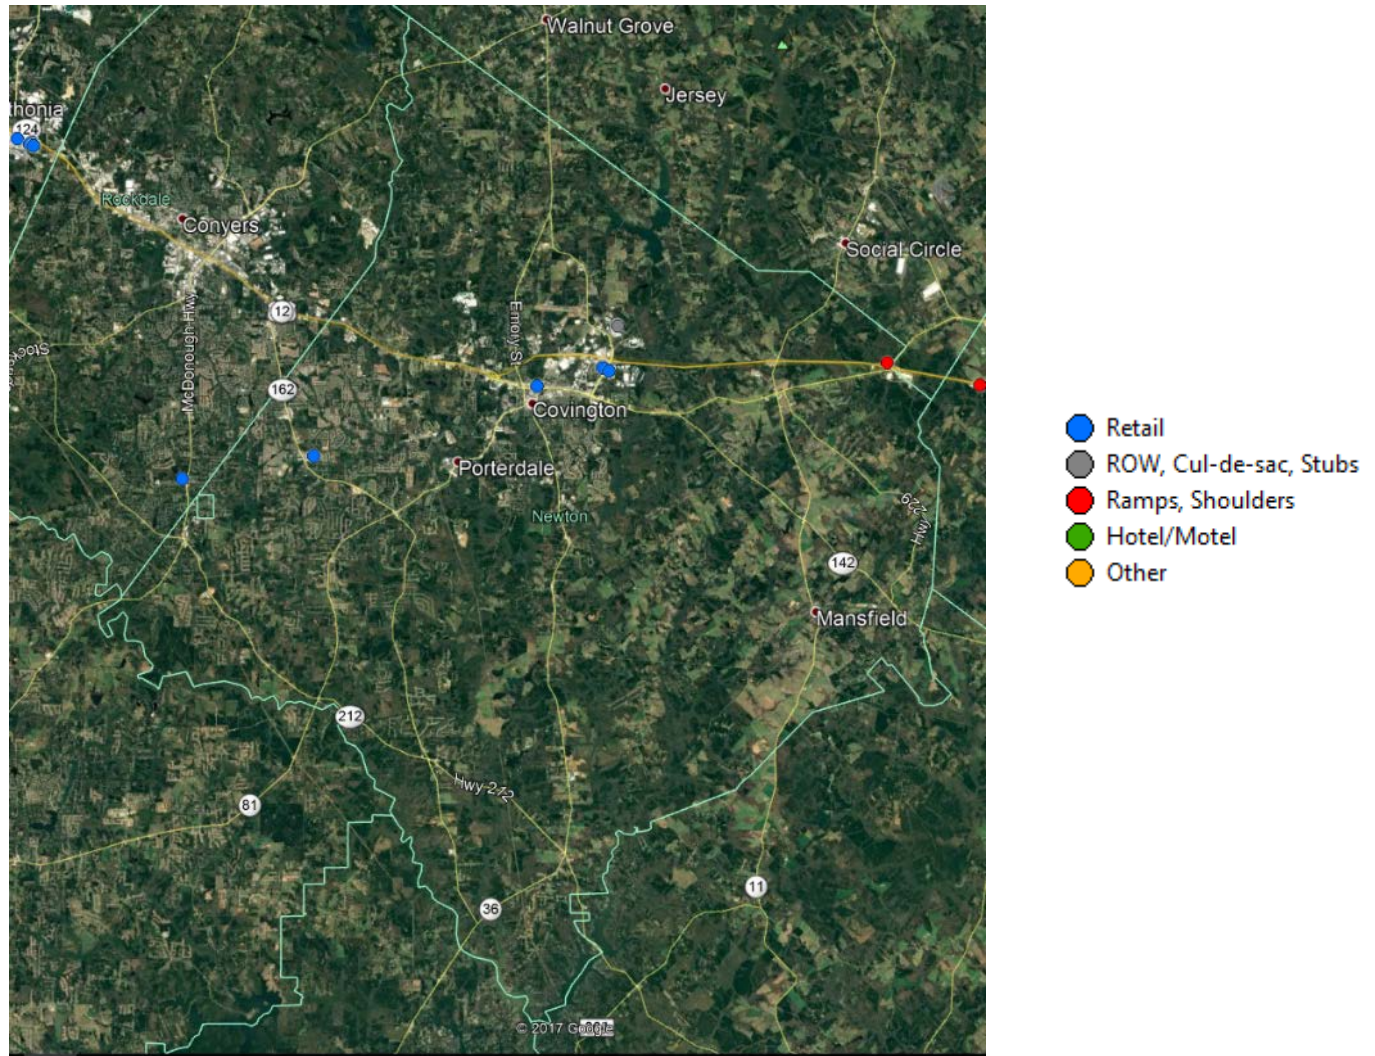 Walnut Grove
Jersey
thonia
124
Rockdale
Conyers
Social Circle
12
McDonough Hwy
Emory St
162
Covington
Porterdale
Newton
Hwy 229
142
Mansfield
212
Hwy 212
81
11
36
© 2017 Google
Retail
ROW, Cul-de-sac, Stubs
Ramps, Shoulders
Hotel/Motel
Other